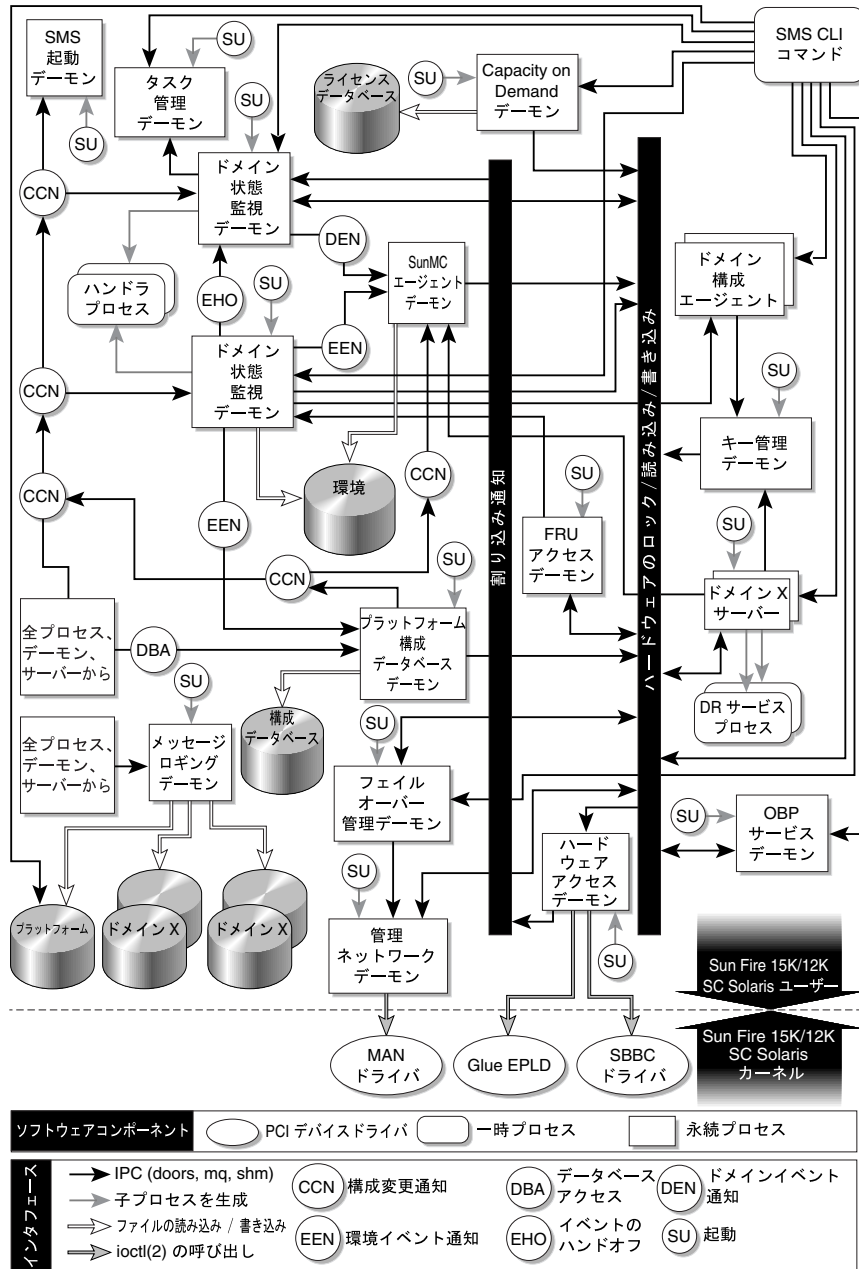 SMS
起動
デーモン
SU
SU
タスク
管理
デーモン
SU
ライセンス
データベース
SU
Capacity on
Demand
デーモン
SMS CLI
コマンド
CCN
ドメイン
状態
監視
デーモン
DEN
ハンドラ
プロセス
EHO
SU
SunMC
エージェント
デーモン
EEN
ドメイン
構成
エージェント
CCN
ドメイン
状態
監視
デーモン
SU
キー管理
デーモン
CCN
EEN
環境
CCN
割り込み通知
ハードウェアのロック/読み込み/書き込み
SU
FRU
アクセス
デーモン
SU
ドメイン X
サーバー
CCN
SU
全プロセス、
デーモン、
サーバーから
DBA
プラットフォーム
構成
データベース
デーモン
DR サービス
プロセス
SU
構成
データベース
全プロセス、
デーモン、
サーバーから
メッセージ
ロギング
デーモン
SU
フェイル
オーバー
管理デーモン
SU
OBP
サービス
デーモン
ハード
ウェア
アクセス
デーモン
SU
プラットフォーム
ドメイン X
ドメイン X
管理
ネットワーク
デーモン
SU
Sun Fire 15K/12K
SC Solaris ユーザー
MAN
ドライバ
Glue EPLD
SBBC
ドライバ
Sun Fire 15K/12K
SC Solaris
カーネル
ソフトウェアコンポーネント
PCI デバイスドライバ
一時プロセス
永続プロセス
インタフェース
IPC (doors, mq, shm)
子プロセスを生成
ファイルの読み込み / 書き込み
ioctl(2) の呼び出し
CCN
構成変更通知
EEN
環境イベント通知
DBA
データベース
アクセス
EHO
イベントの
ハンドオフ
DEN
ドメインイベント
通知
SU
起動